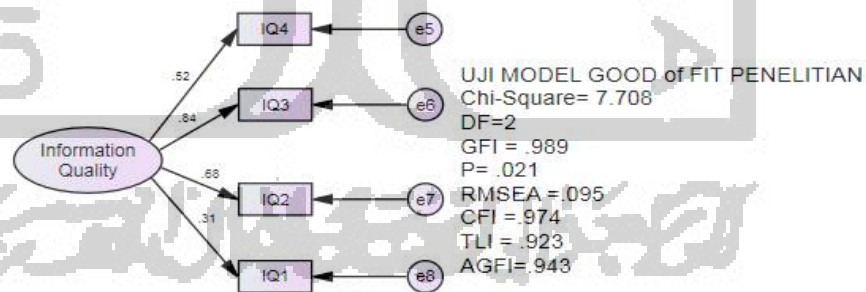 IQ4
e5
.52
UJI MODEL GOOD of FIT PENELITIAN
Chi-Square= 7.708
.84
IQ3
e6
DF=2
GFI = .989
Information
Quality
P= .021
.68
IQ2
e7
RMSEA =.095
CFI =.974
.31
TLI = .923
IQ1
e8
AGFI=.943